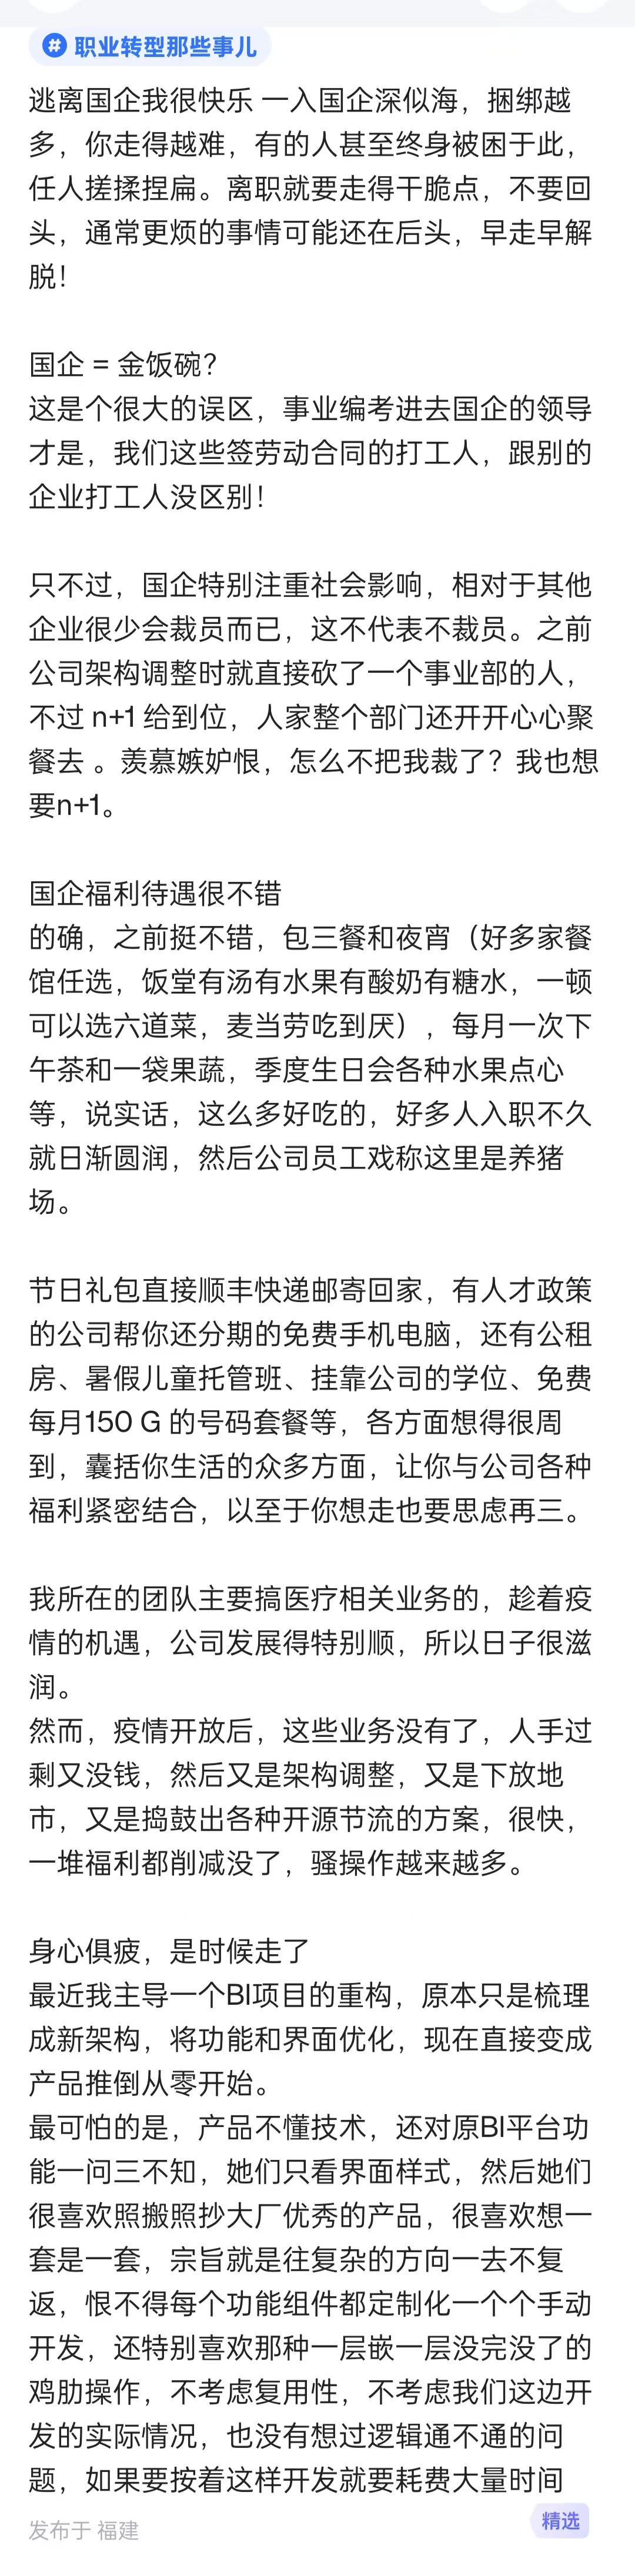 # 职业转型那些事儿
逃离国企我很快乐 一入国企深似海，捆绑越
多，你走得越难，有的人甚至终身被困于此，
任人搓揉捏扁。离职就要走得干脆点，不要回
头，通常更烦的事情可能还在后头，早走早解
脱！
国企 = 金饭碗？
这是个很大的误区，事业编考进去国企的领导
才是，我们这些签劳动合同的打工人，跟别的
企业打工人没区别！
只不过，国企特别注重社会影响，相对于其他
企业很少会裁员而已，这不代表不裁员。之前
公司架构调整时就直接砍了一个事业部的人，
不过 n+1 给到位，人家整个部门还开开心心聚
餐去 。羡慕嫉妒恨，怎么不把我裁了？我也想
要n+1。
国企福利待遇很不错
的确，之前挺不错，包三餐和夜宵（好多家餐
馆任选，饭堂有汤有水果有酸奶有糖水，一顿
可以选六道菜，麦当劳吃到厌），每月一次下
午茶和一袋果蔬，季度生日会各种水果点心
等，说实话，这么多好吃的，好多人入职不久
就日渐圆润，然后公司员工戏称这里是养猪
场。
节日礼包直接顺丰快递邮寄回家，有人才政策
的公司帮你还分期的免费手机电脑，还有公租
房、暑假儿童托管班、挂靠公司的学位、免费
每月150 G 的号码套餐等，各方面想得很周
到，囊括你生活的众多方面，让你与公司各种
福利紧密结合，以至于你想走也要思虑再三。
我所在的团队主要搞医疗相关业务的，趁着疫
情的机遇，公司发展得特别顺，所以日子很滋
润。
然而，疫情开放后，这些业务没有了，人手过
剩又没钱，然后又是架构调整，又是下放地
市，又是捣鼓出各种开源节流的方案，很快，
一堆福利都削减没了，骚操作越来越多。
身心俱疲，是时候走了
最近我主导一个BI项目的重构，原本只是梳理
成新架构，将功能和界面优化，现在直接变成
产品推倒从零开始。
最可怕的是，产品不懂技术，还对原BI平台功
能一问三不知，她们只看界面样式，然后她们
很喜欢照搬照抄大厂优秀的产品，很喜欢想一
套是一套，宗旨就是往复杂的方向一去不复
返，恨不得每个功能组件都定制化一个个手动
开发，还特别喜欢那种一层嵌一层没完没了的
鸡肋操作，不考虑复用性，不考虑我们这边开
发的实际情况，也没有想过逻辑通不通的问
题，如果要按着这样开发就要耗费大量时间
精选
发布于 福建